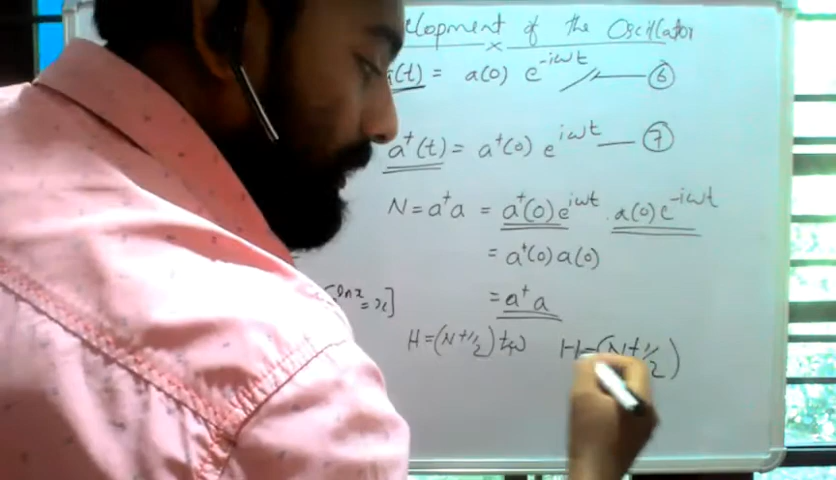 elopment of the Oscillator
a(t) = a(0) e^{-iωt} — ⑥
a⁺(t) = a⁺(0) e^{iωt} — ⑦
N = a⁺a = a⁺(0) e^{iωt} . a(0) e^{-iωt}
= a⁺(0) a(0)
ln x = x]
= a⁺a
H = (N + 1/2) ħω H = (N + 1/2)